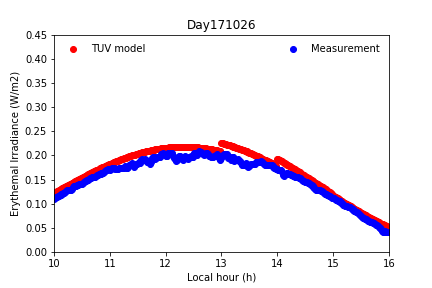 Day171026
TUV model
Measurement
Erythemal Irradiance (W/m2)
0.45
0.40
0.35
0.30
0.25
0.20
0.15
0.10
0.05
0.00
10 11 12 13 14 15 16
Local hour (h)